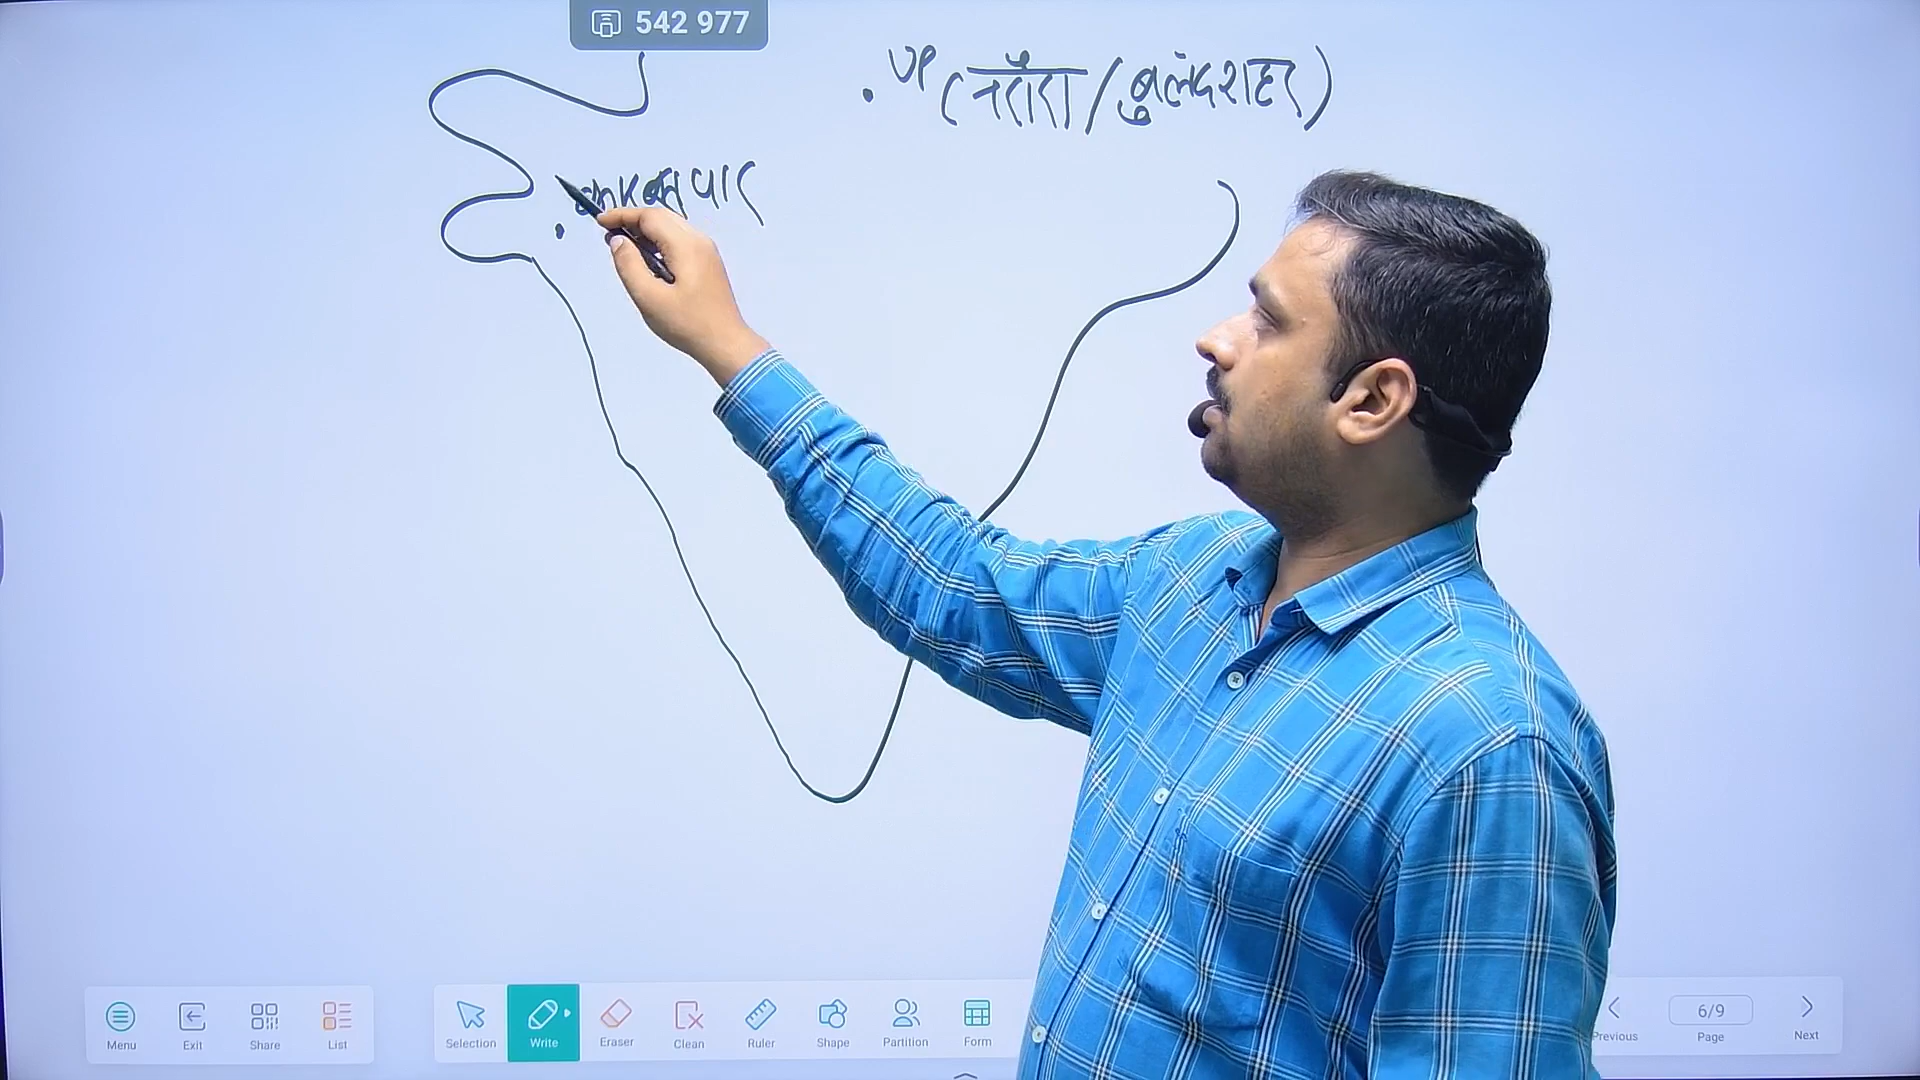 542 977
UP (नरौरा/बुलंदशहर)
काकरापार
Menu
Exit
Share
List
Selection
Write
Eraser
Clean
Ruler
Shape
Partition
Form
Previous
6/9
Page
Next